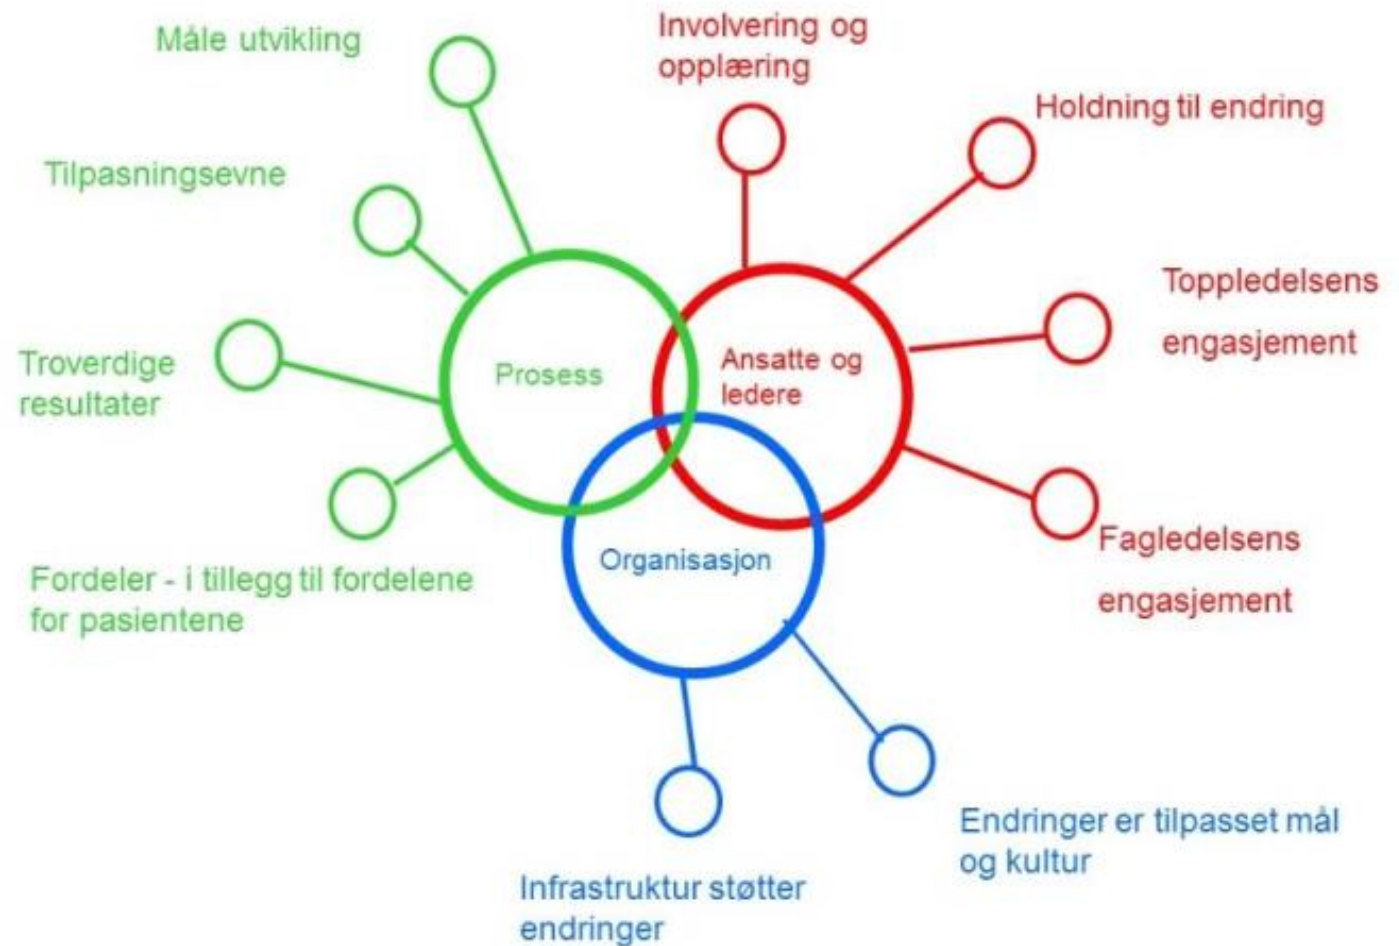 Måle utvikling
Involvering og
opplæring
Holdning til endring
Tilpasningsevne
Toppledelsens
engasjement
Troverdige
resultater
Prosess
Ansatte og
ledere
Fagledelsens
engasjement
Organisasjon
Fordeler - i tillegg til fordelene
for pasientene
Endringer er tilpasset mål
og kultur
Infrastruktur støtter
endringer